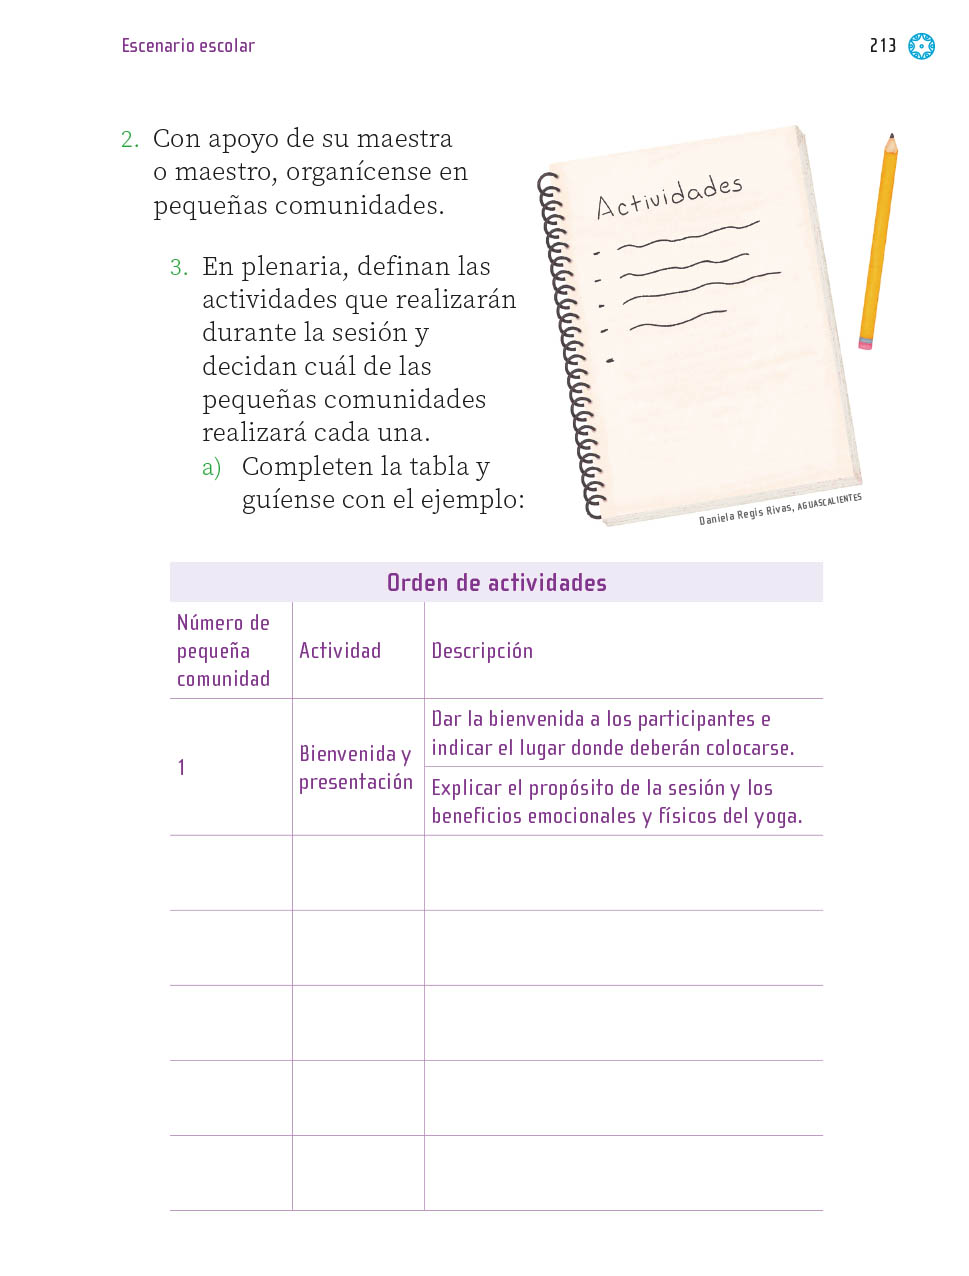 Escenario escolar
213
2. Con apoyo de su maestra
o maestro, organícense en
pequeñas comunidades.
3. En plenaria, definan las
actividades que realizarán
durante la sesión y
decidan cuál de las
pequeñas comunidades
realizará cada una.
a) Completen la tabla y
guíense con el ejemplo:
Actividades
Daniela Regis Rivas, AGUASCALIENTES
Orden de actividades
Número de
pequeña
comunidad
Actividad
Descripción
1
Bienvenida y
presentación
Dar la bienvenida a los participantes e
indicar el lugar donde deberán colocarse.
Explicar el propósito de la sesión y los
beneficios emocionales y físicos del yoga.